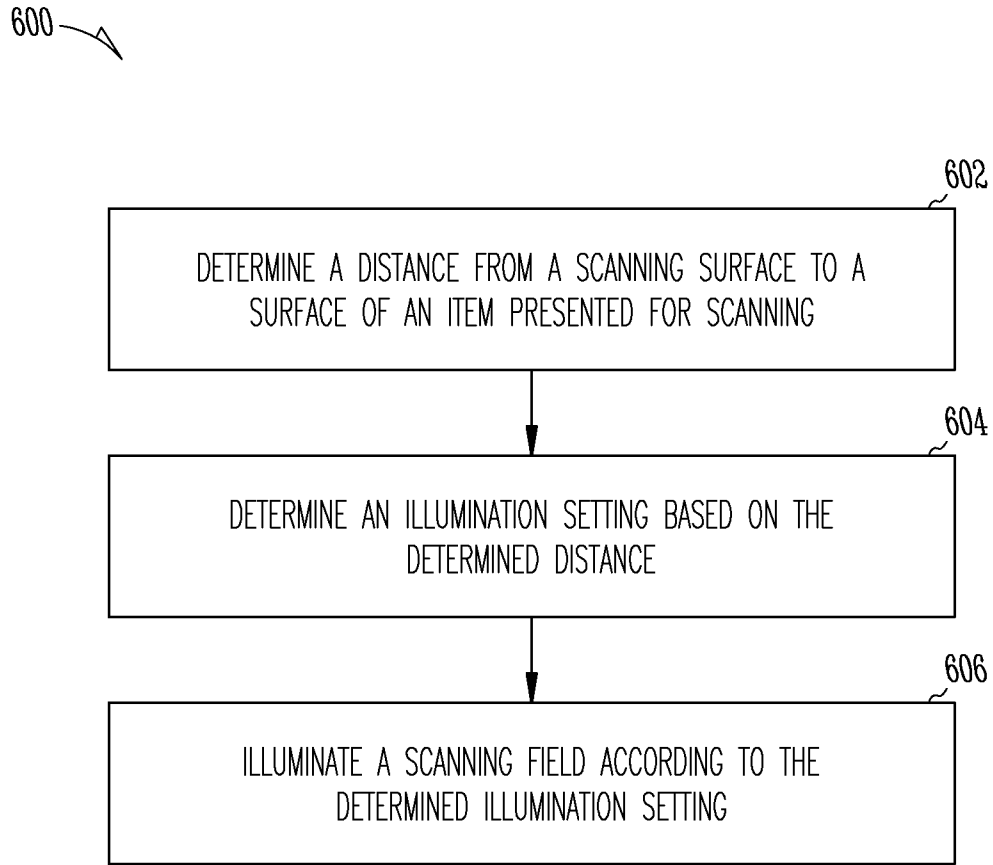 600
602
DETERMINE A DISTANCE FROM A SCANNING SURFACE TO A
SURFACE OF AN ITEM PRESENTED FOR SCANNING
604
DETERMINE AN ILLUMINATION SETTING BASED ON THE
DETERMINED DISTANCE
606
ILLUMINATE A SCANNING FIELD ACCORDING TO THE
DETERMINED ILLUMINATION SETTING